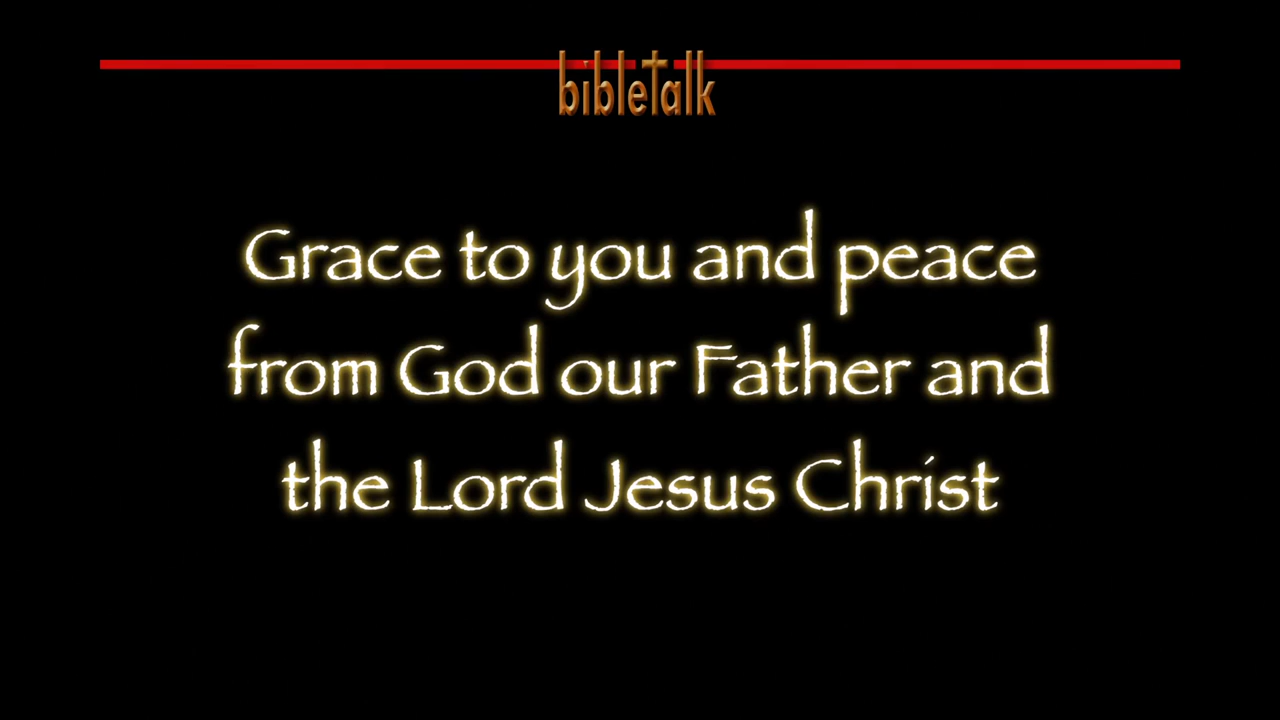 bibleTalk
Grace to you and peace
from God our Father and
the Lord Jesus Christ